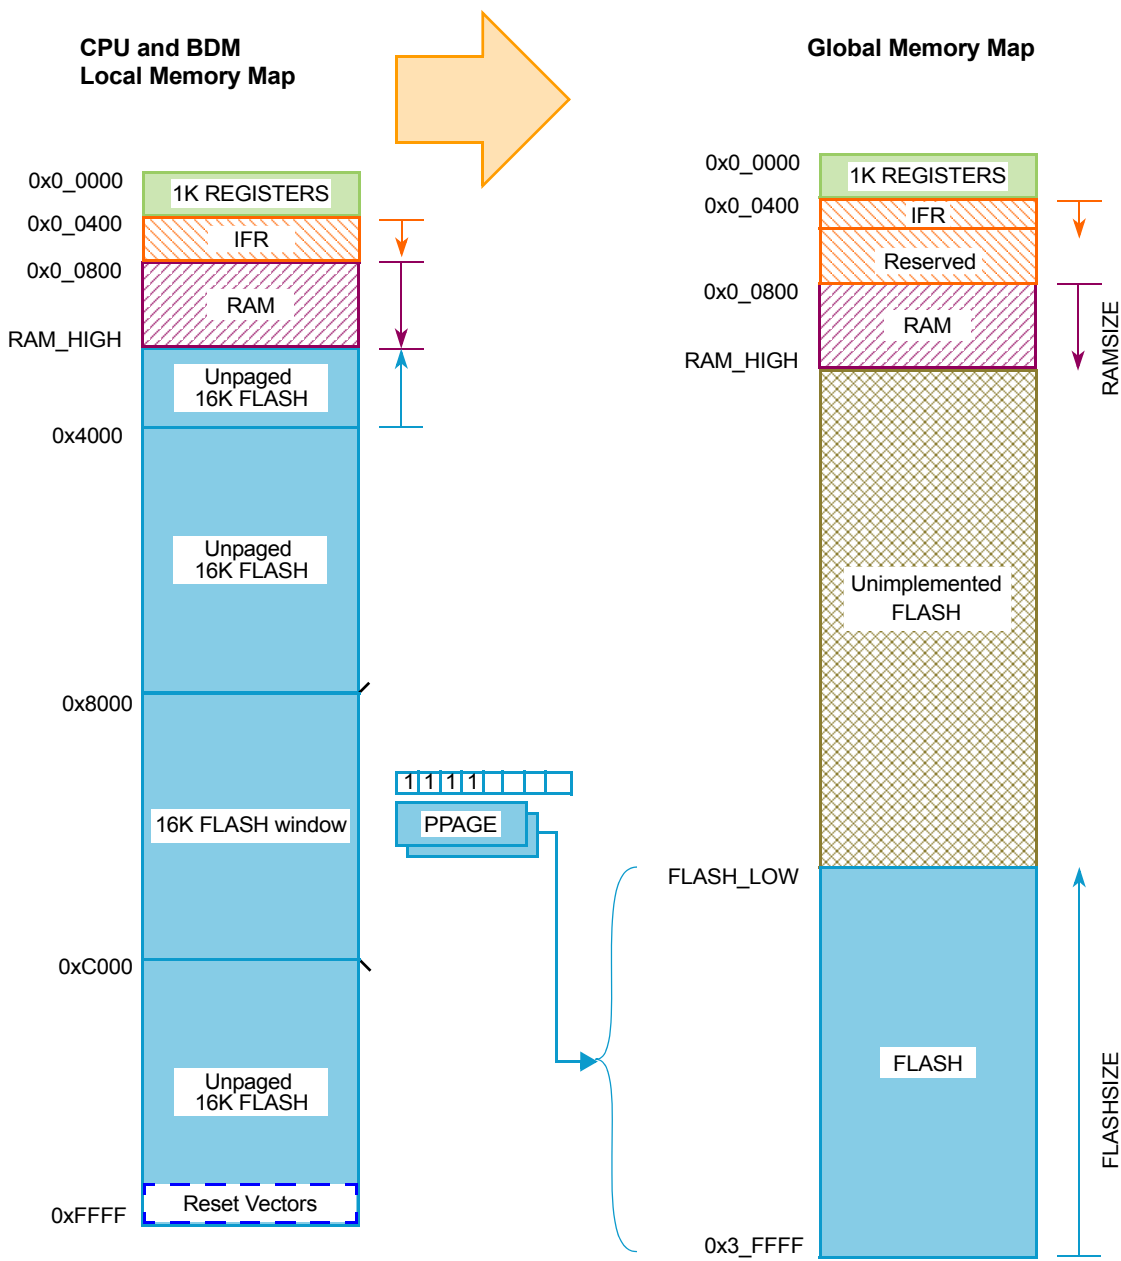 CPU and BDM
Local Memory Map
Global Memory Map
0x0_0000
1K REGISTERS
0x0_0400
IFR
0x0_0800
RAM
RAM_HIGH
Unpaged
16K FLASH
0x4000
Unpaged
16K FLASH
0x8000
16K FLASH window
0xC000
Unpaged
16K FLASH
Reset Vectors
0xFFFF
1 1 1 1
PPAGE
0x0_0000
1K REGISTERS
0x0_0400
IFR
Reserved
0x0_0800
RAM
RAM_HIGH
RAMSIZE
Unimplemented
FLASH
FLASH_LOW
FLASH
FLASHSIZE
0x3_FFFF